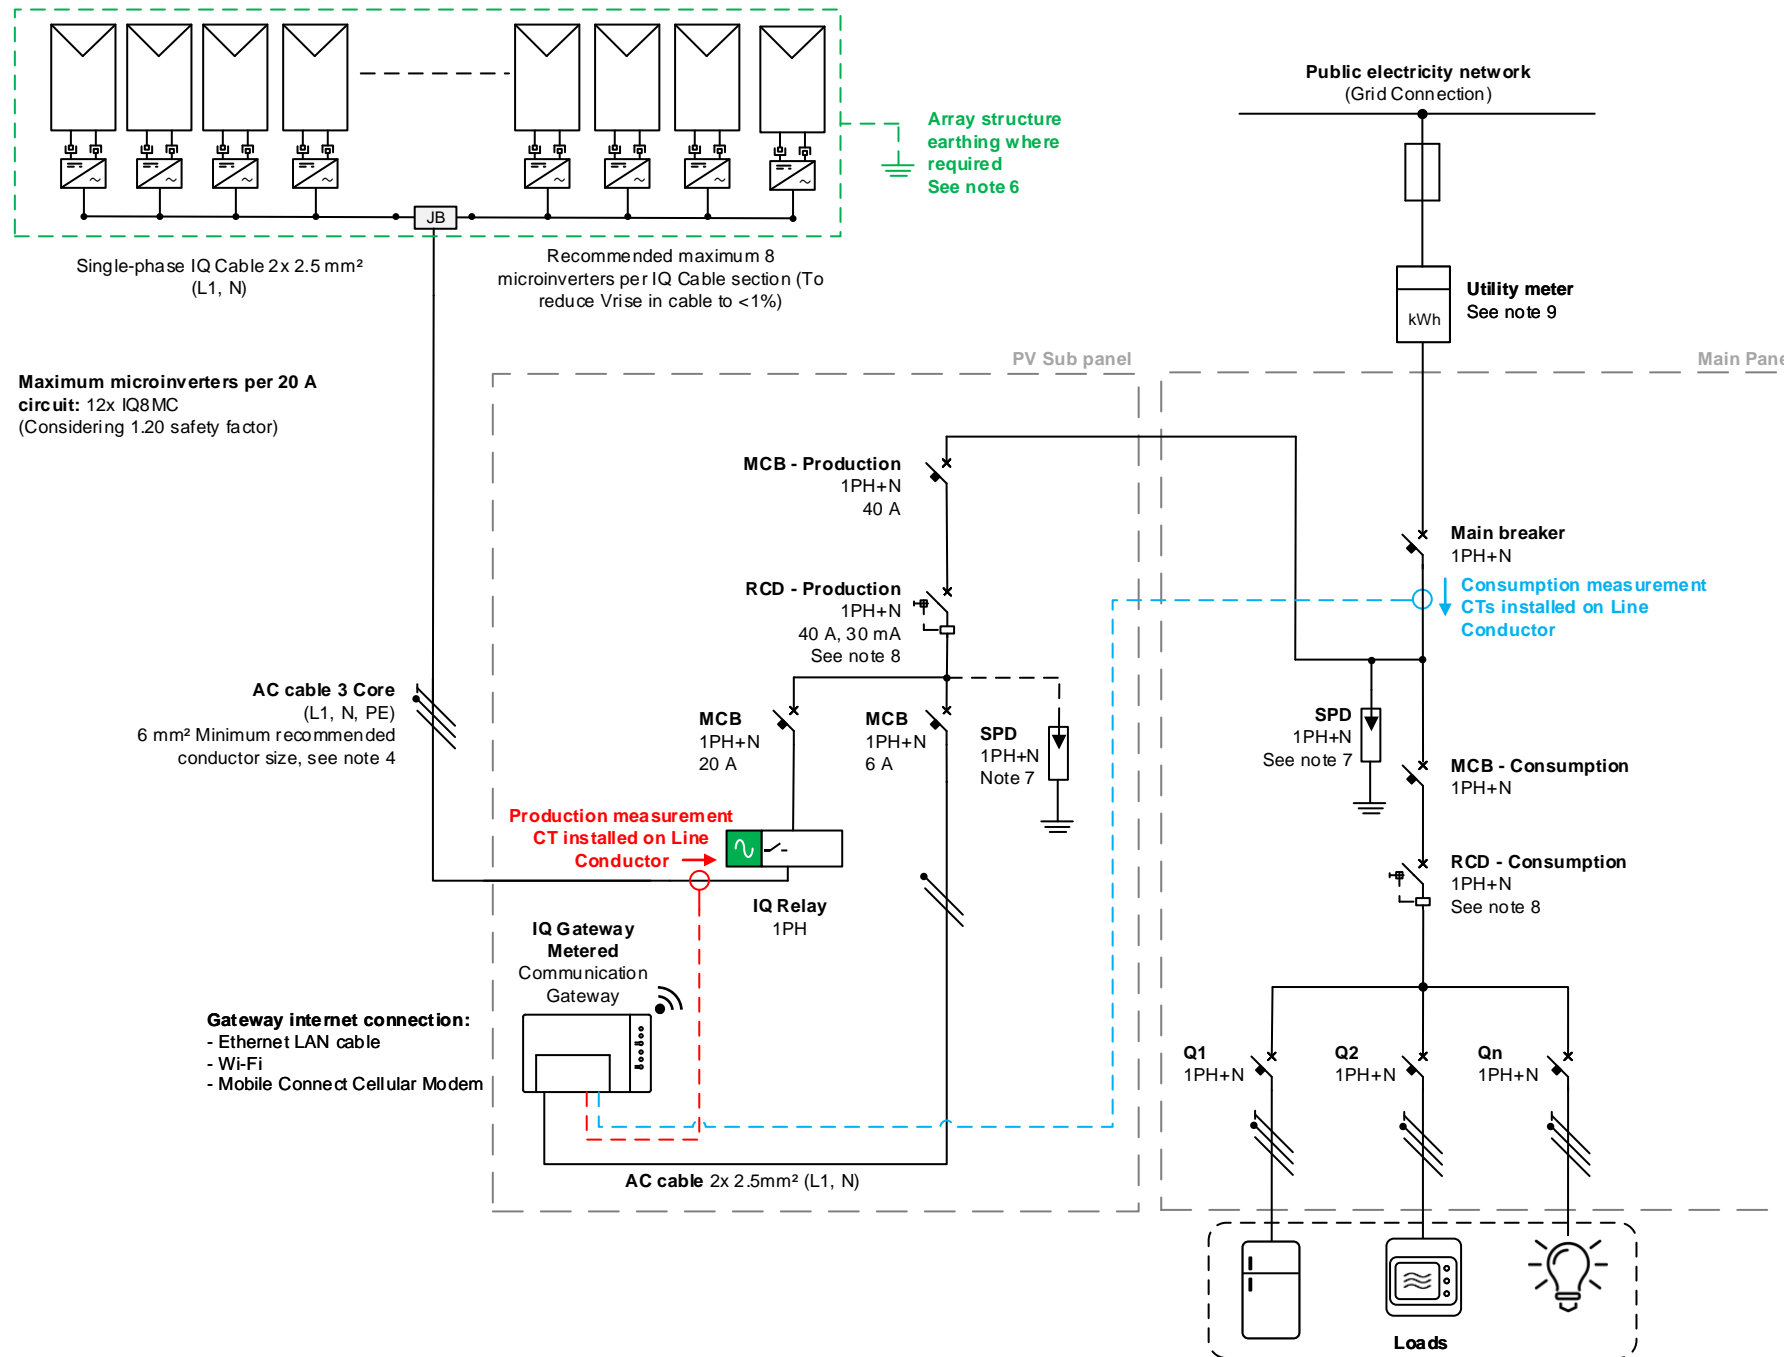 Public electricity network
(Grid Connection)
Array structure
earthing where
required
See note 6
JB
Single-phase IQ Cable 2x 2.5 mm²
(L1, N)
Recommended maximum 8
microinverters per IQ Cable section (To
reduce Vrise in cable to <1%)
kWh
Utility meter
See note 9
Maximum microinverters per 20 A
circuit: 12x IQ8MC
(Considering 1.20 safety factor)
PV Sub panel
Main Pane
MCB - Production
1PH+N
40 A
RCD - Production
1PH+N
40 A, 30 mA
See note 8
Main breaker
1PH+N
Consumption measurement
CTs installed on Line
Conductor
AC cable 3 Core
(L1, N, PE)
6 mm² Minimum recommended
conductor size, see note 4
MCB
1PH+N
20 A
MCB
1PH+N
6 A
SPD
1PH+N
Note 7
SPD
1PH+N
See note 7
MCB - Consumption
1PH+N
Production measurement
CT installed on Line
Conductor
IQ Relay
1PH
RCD - Consumption
1PH+N
See note 8
IQ Gateway
Metered
Communication
Gateway
Gateway internet connection:
- Ethernet LAN cable
- Wi-Fi
- Mobile Connect Cellular Modem
Q1
1PH+N
Q2
1PH+N
Qn
1PH+N
AC cable 2x 2.5mm² (L1, N)
Loads